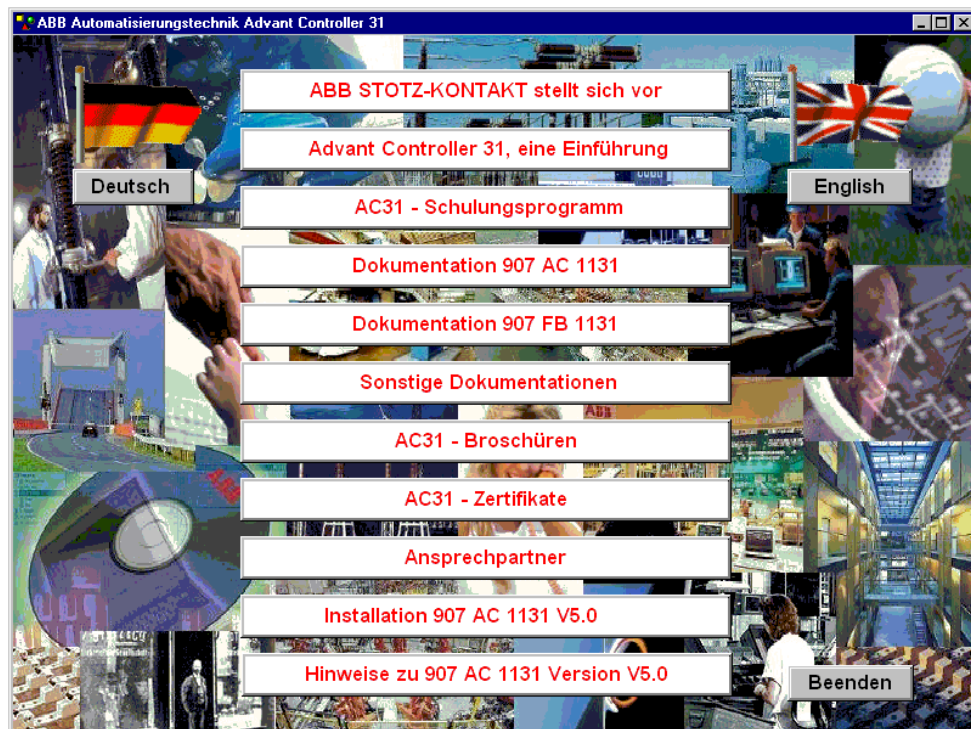 ABB Automatisierungstechnik Advant Controller 31
ABB STOTZ-KONTAKT stellt sich vor
Advant Controller 31, eine Einführung
Deutsch
English
AC31 - Schulungsprogramm
Dokumentation 907 AC 1131
Dokumentation 907 FB 1131
Sonstige Dokumentationen
ABB
AC31 - Broschüren
ABB
AC31 - Zertifikate
Ansprechpartner
Installation 907 AC 1131 V5.0
Hinweise zu 907 AC 1131 Version V5.0
Beenden